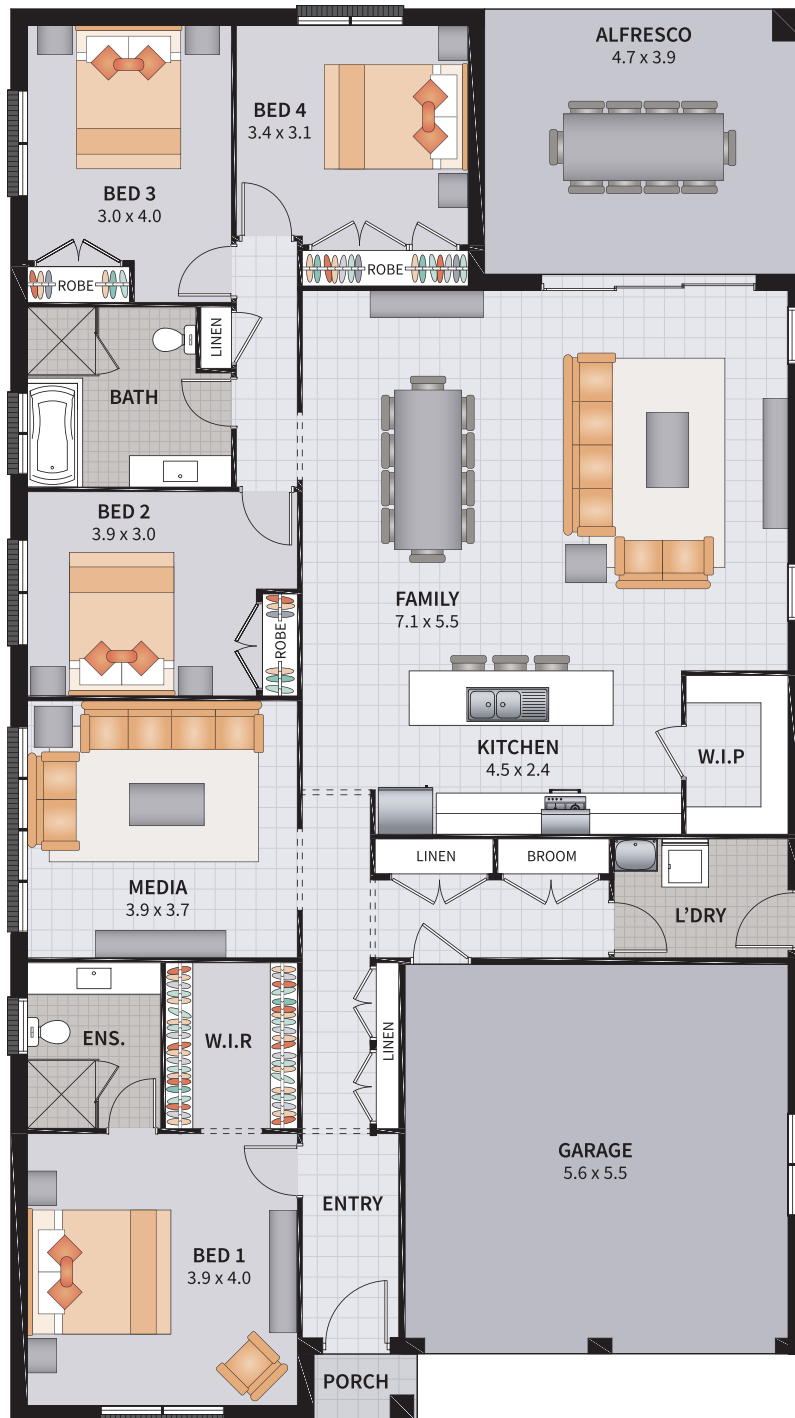 ALFRESCO
4.7 x 3.9
BED 4
3.4 x 3.1
BED 3
3.0 x 4.0
ROBE
ROBE
LINEN
BATH
BED 2
3.9 x 3.0
ROBE
FAMILY
7.1 x 5.5
KITCHEN
4.5 x 2.4
W.I.P
MEDIA
3.9 x 3.7
LINEN
BROOM
L'DRY
ENS.
W.I.R
LINEN
GARAGE
5.6 x 5.5
ENTRY
BED 1
3.9 x 4.0
PORCH